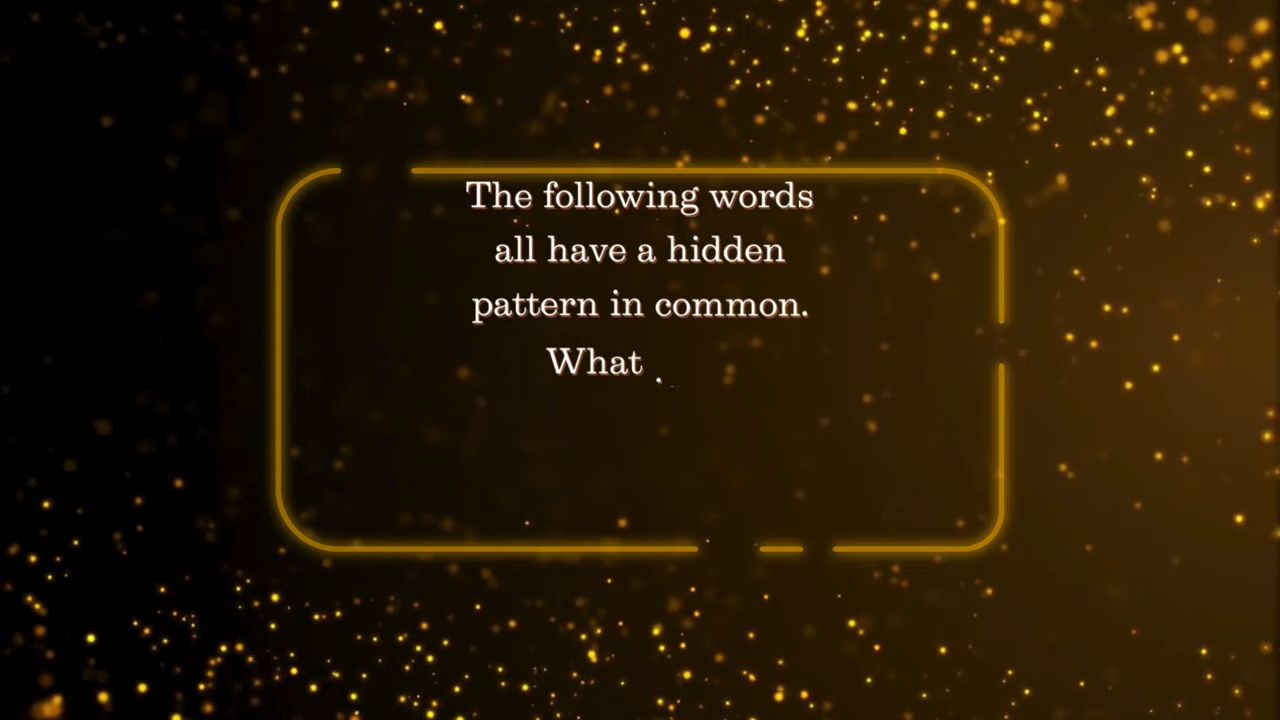 The following words
all have a hidden
pattern in common.
What